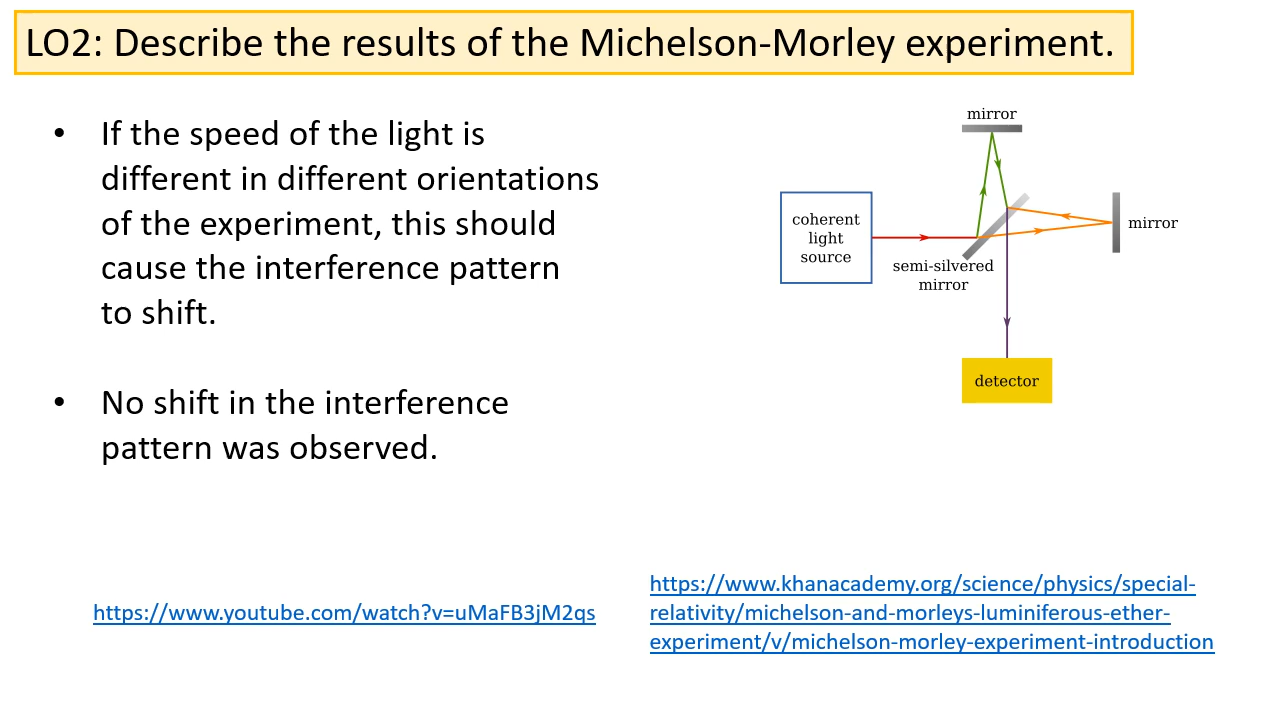 LO2: Describe the results of the Michelson-Morley experiment.
• If the speed of the light is
different in different orientations
of the experiment, this should
cause the interference pattern
to shift.
• No shift in the interference
pattern was observed.
mirror
coherent
light
source
semi-silvered
mirror
mirror
detector
https://www.youtube.com/watch?v=uMaFB3jM2qs
https://www.khanacademy.org/science/physics/special-
relativity/michelson-and-morleys-luminiferous-ether-
experiment/v/michelson-morley-experiment-introduction